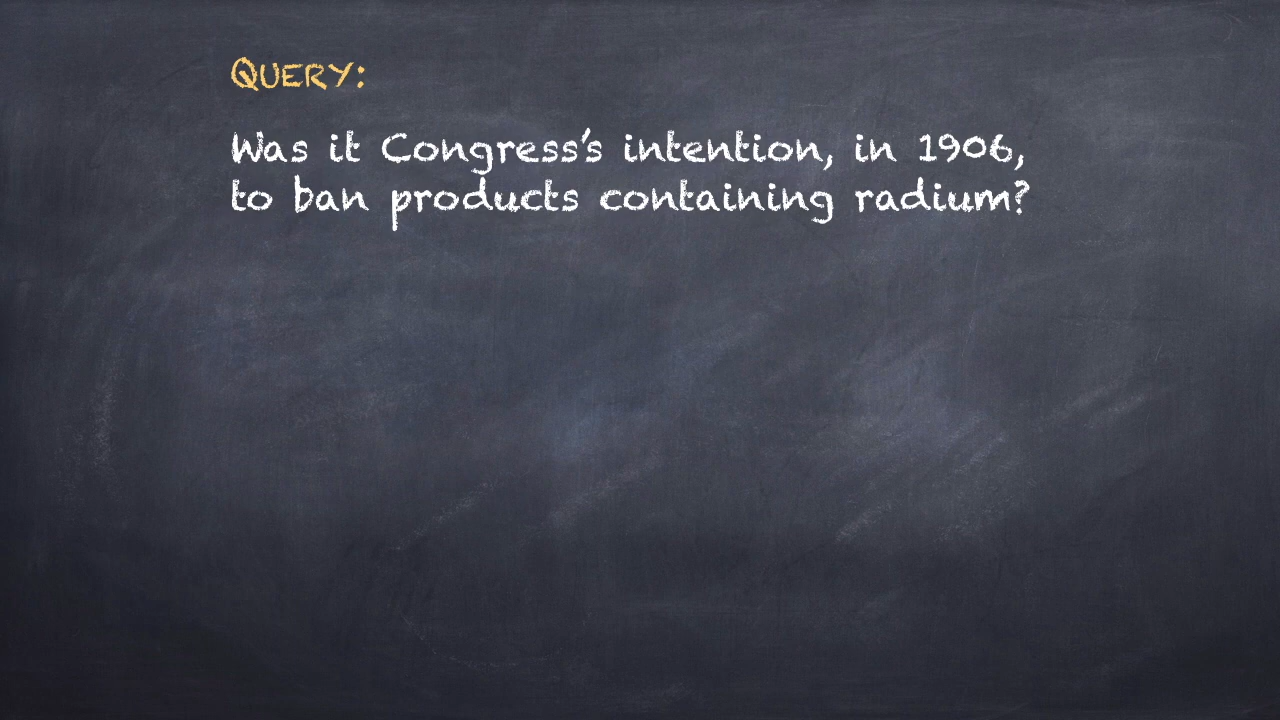 QUERY:
Was it Congress's intention, in 1906,
to ban products containing radium?